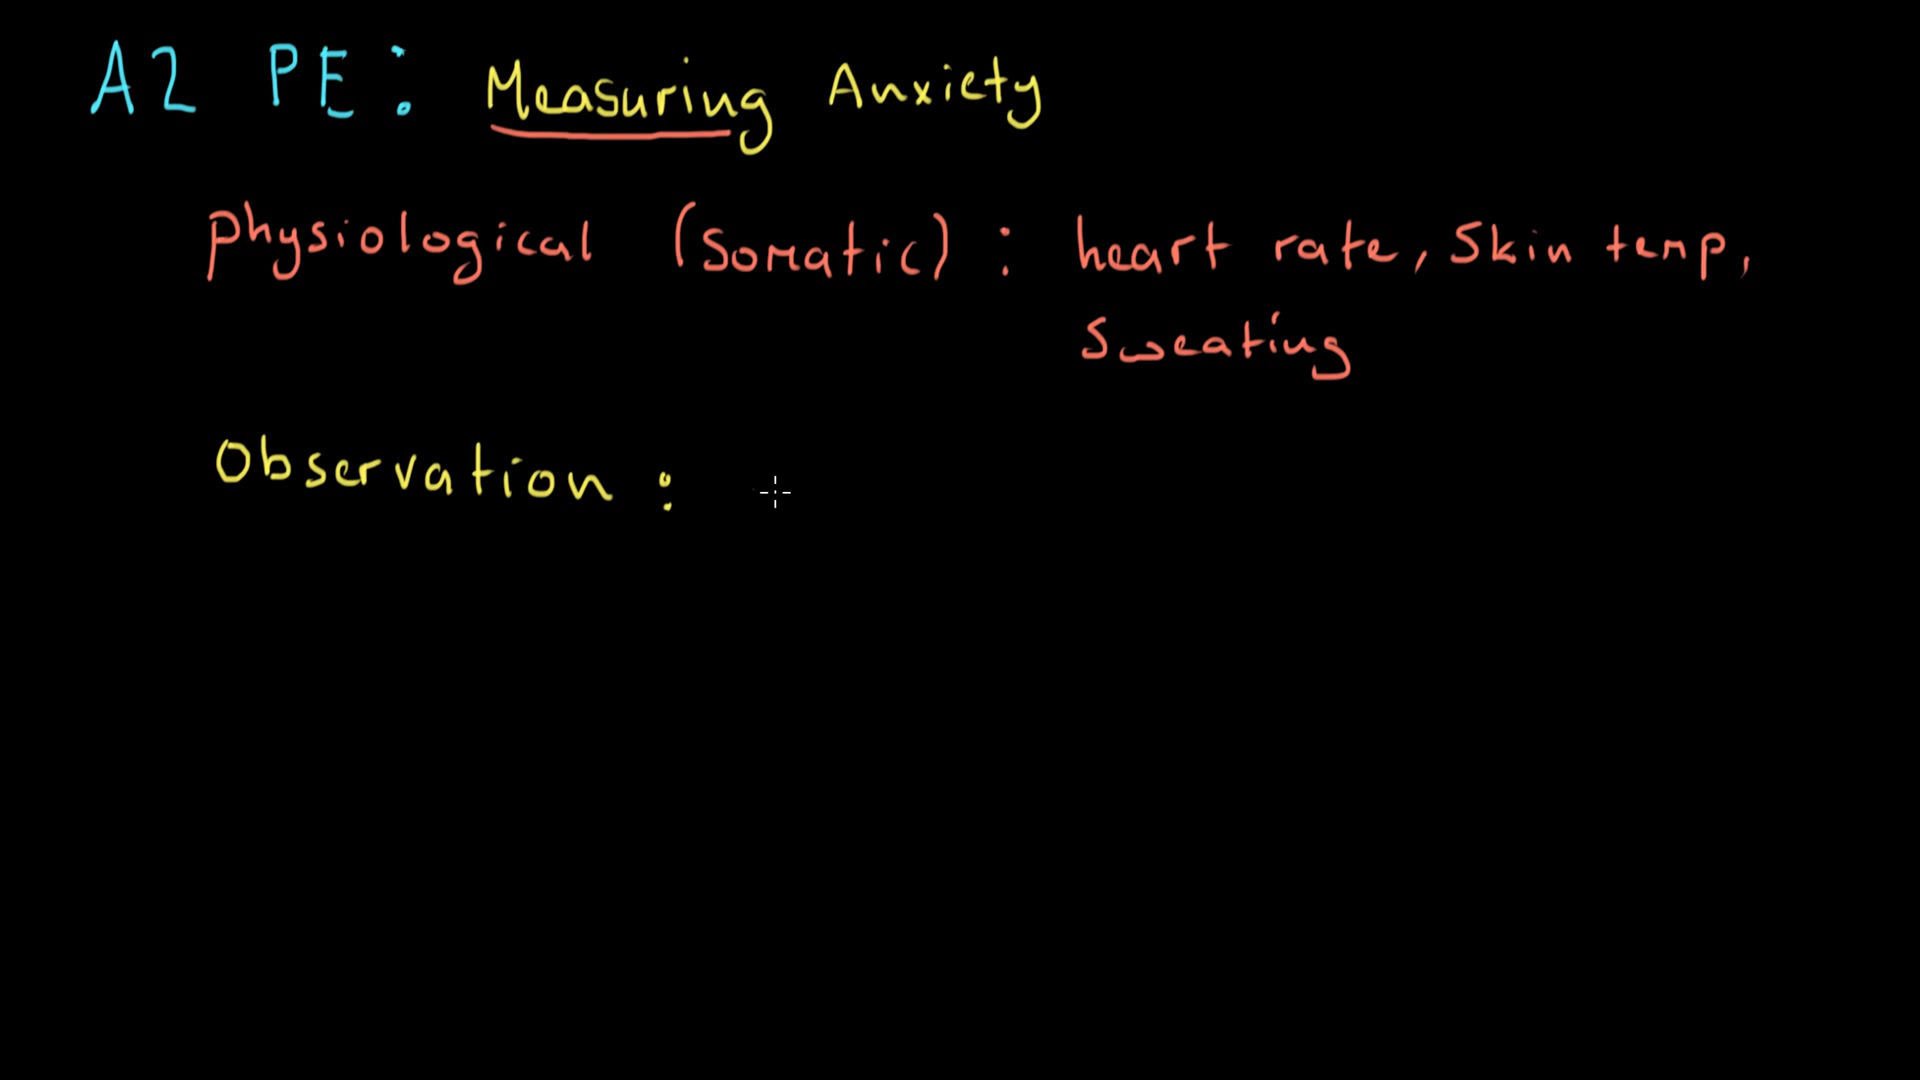 A2 PE: Measuring Anxiety
Physiological (Somatic): heart rate, Skin temp,
Sweating
Observation: